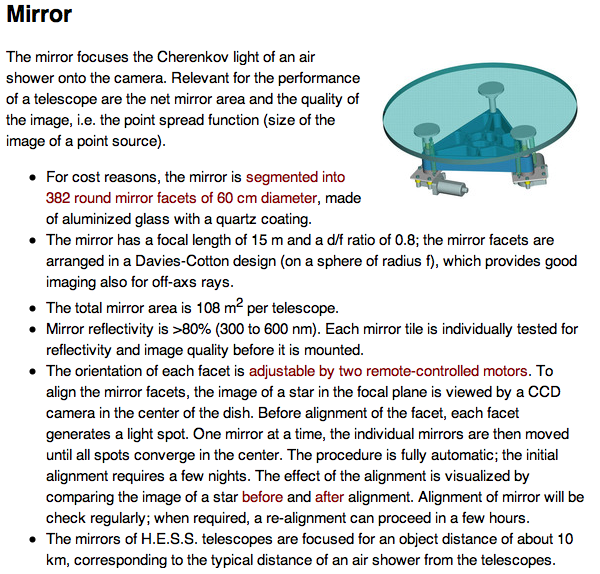 Mirror
The mirror focuses the Cherenkov light of an air
shower onto the camera. Relevant for the performance
of a telescope are the net mirror area and the quality of
the image, i.e. the point spread function (size of the
image of a point source).
• For cost reasons, the mirror is segmented into
382 round mirror facets of 60 cm diameter, made
of aluminized glass with a quartz coating.
• The mirror has a focal length of 15 m and a d/f ratio of 0.8; the mirror facets are
arranged in a Davies-Cotton design (on a sphere of radius f), which provides good
imaging also for off-axs rays.
• The total mirror area is 108 m² per telescope.
• Mirror reflectivity is >80% (300 to 600 nm). Each mirror tile is individually tested for
reflectivity and image quality before it is mounted.
• The orientation of each facet is adjustable by two remote-controlled motors. To
align the mirror facets, the image of a star in the focal plane is viewed by a CCD
camera in the center of the dish. Before alignment of the facet, each facet
generates a light spot. One mirror at a time, the individual mirrors are then moved
until all spots converge in the center. The procedure is fully automatic; the initial
alignment requires a few nights. The effect of the alignment is visualized by
comparing the image of a star before and after alignment. Alignment of mirror will be
check regularly; when required, a re-alignment can proceed in a few hours.
• The mirrors of H.E.S.S. telescopes are focused for an object distance of about 10
km, corresponding to the typical distance of an air shower from the telescopes.